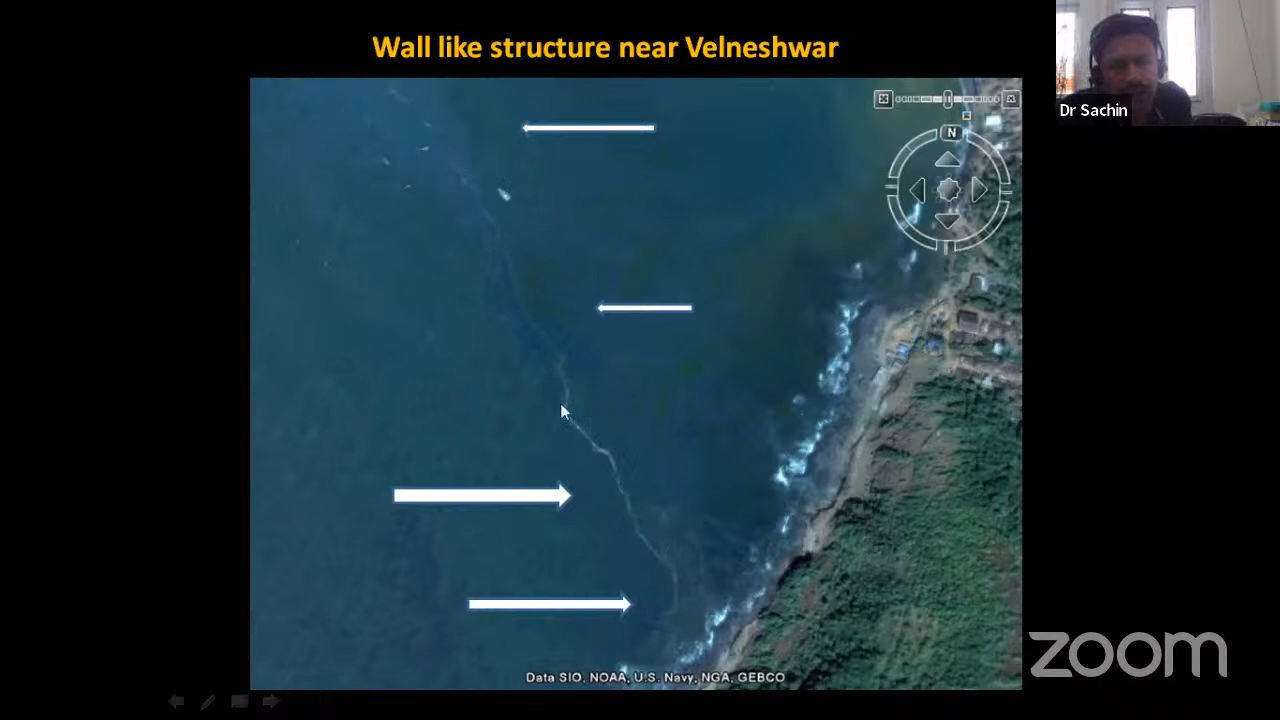 Wall like structure near Velneshwar
Dr Sachin
N
Data SIO, NOAA, U.S. Navy, NGA, GEBCO
zoom